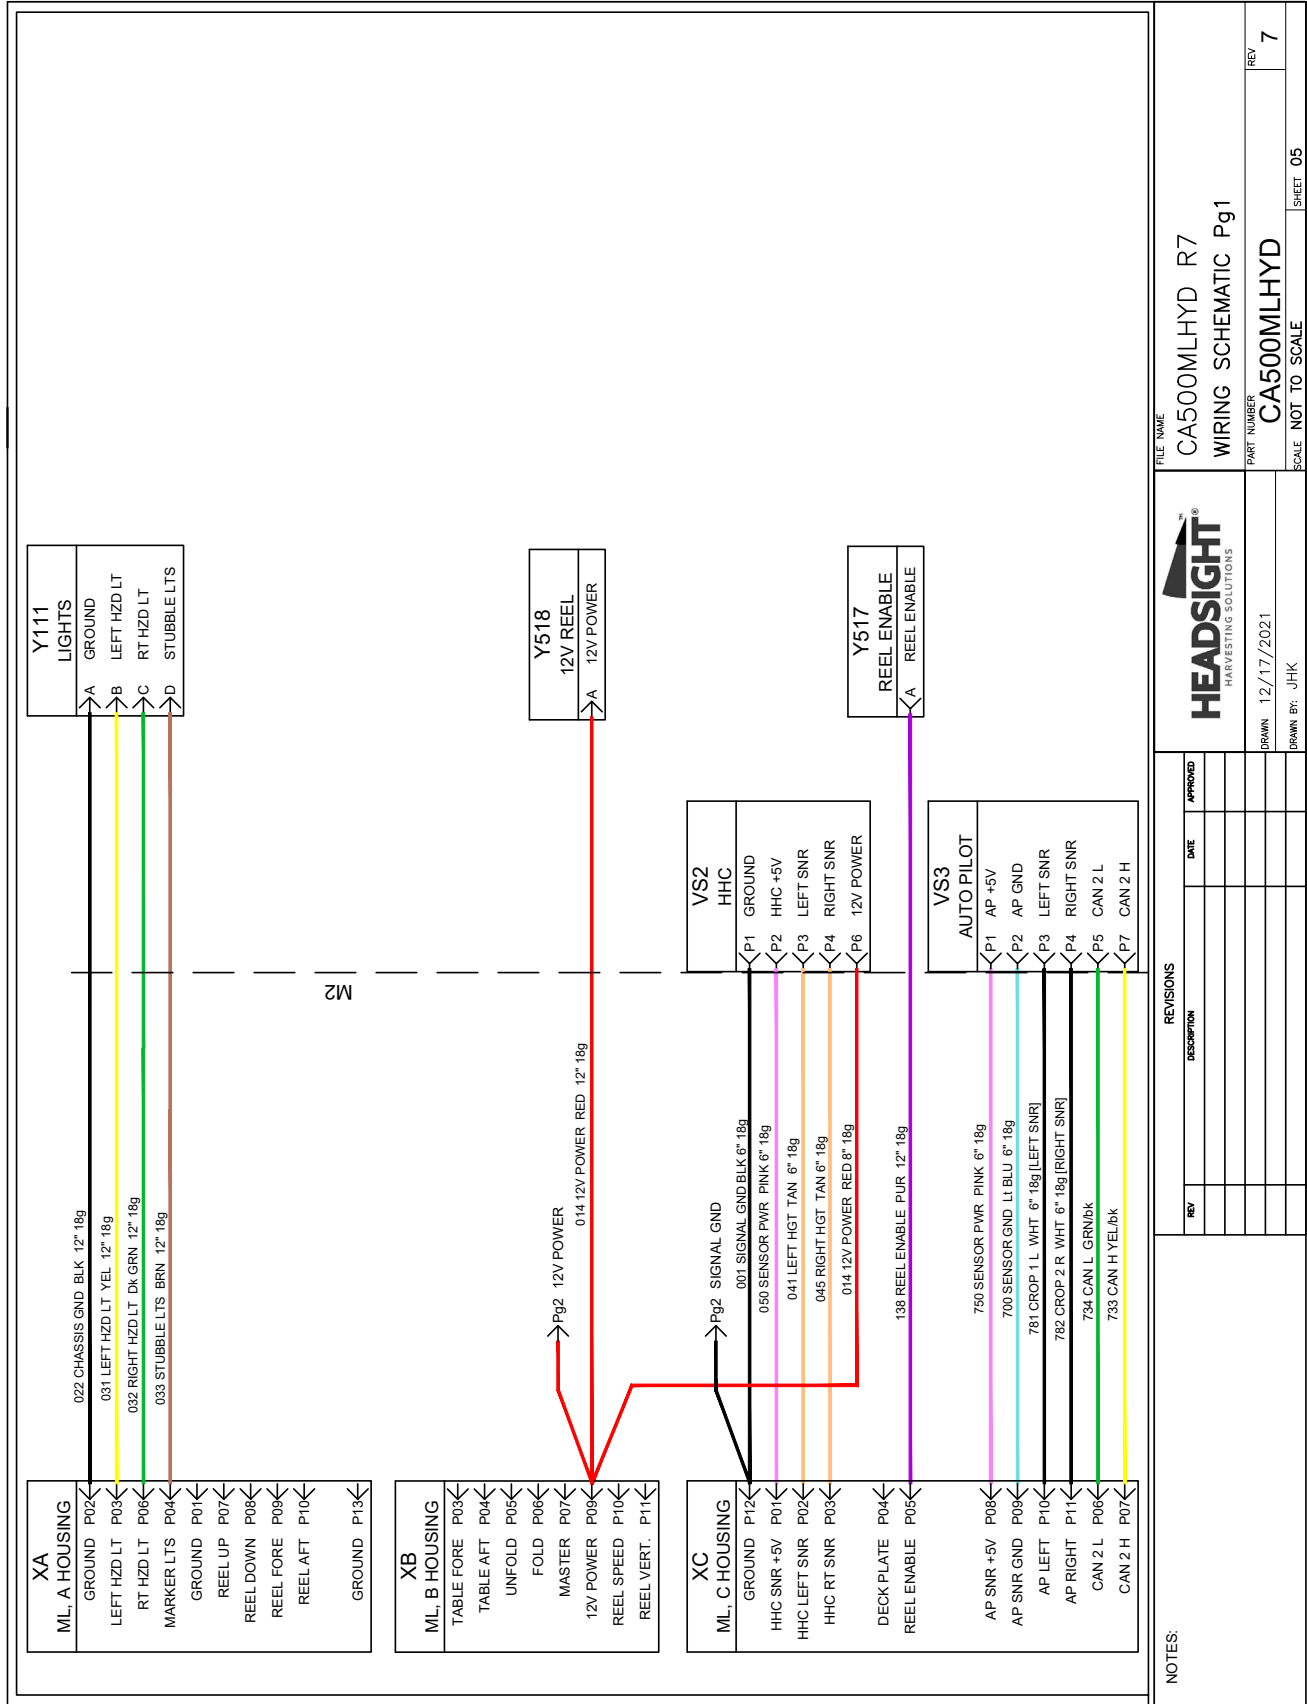 XA
ML, A HOUSING
GROUND P02
LEFT HZD LT P03
RT HZD LT P06
MARKER LTS P04
GROUND P01
REEL UP P07
REEL DOWN P08
REEL FORE P09
REEL AFT P10
GROUND P13
022 CHASSIS GND BLK 12" 18g
031 LEFT HZD LT YEL 12" 18g
032 RIGHT HZD LT Dk GRN 12" 18g
033 STUBBLE LTS BRN 12" 18g
Y111
LIGHTS
A GROUND
B LEFT HZD LT
C RT HZD LT
D STUBBLE LTS
M2
XB
ML, B HOUSING
TABLE FORE P03
TABLE AFT P04
UNFOLD P05
FOLD P06
MASTER P07
12V POWER P09
REEL SPEED P10
REEL VERT. P11
Pg2 12V POWER
014 12V POWER RED 12" 18g
Y518
12V REEL
A 12V POWER
XC
ML, C HOUSING
GROUND P12
HHC SNR +5V P01
HHC LEFT SNR P02
HHC RT SNR P03
DECK PLATE P04
REEL ENABLE P05
AP SNR +5V P08
AP SNR GND P09
AP LEFT P10
AP RIGHT P11
CAN 2 L P06
CAN 2 H P07
Pg2 SIGNAL GND
001 SIGNAL GND BLK 6" 18g
050 SENSOR PWR PINK 6" 18g
041 LEFT HGT TAN 6" 18g
045 RIGHT HGT TAN 6" 18g
014 12V POWER RED 8" 18g
138 REEL ENABLE PUR 12" 18g
750 SENSOR PWR PINK 6" 18g
700 SENSOR GND Lt BLU 6" 18g
781 CROP 1 L WHT 6" 18g [LEFT SNR]
782 CROP 2 R WHT 6" 18g [RIGHT SNR]
734 CAN L GRN/bk
733 CAN H YEL/bk
VS2
HHC
P1 GROUND
P2 HHC +5V
P3 LEFT SNR
P4 RIGHT SNR
P6 12V POWER
Y517
REEL ENABLE
A REEL ENABLE
VS3
AUTO PILOT
P1 AP +5V
P2 AP GND
P3 LEFT SNR
P4 RIGHT SNR
P5 CAN 2 L
P7 CAN 2 H
NOTES:
REVISIONS
REV DESCRIPTION DATE APPROVED
HEADSIGHT®
™
HARVESTING SOLUTIONS
DRAWN 12/17/2021
DRAWN BY: JHK
FILE NAME
CA500MLHYD R7
WIRING SCHEMATIC Pg1
PART NUMBER
CA500MLHYD
REV
7
SCALE NOT TO SCALE
SHEET 05